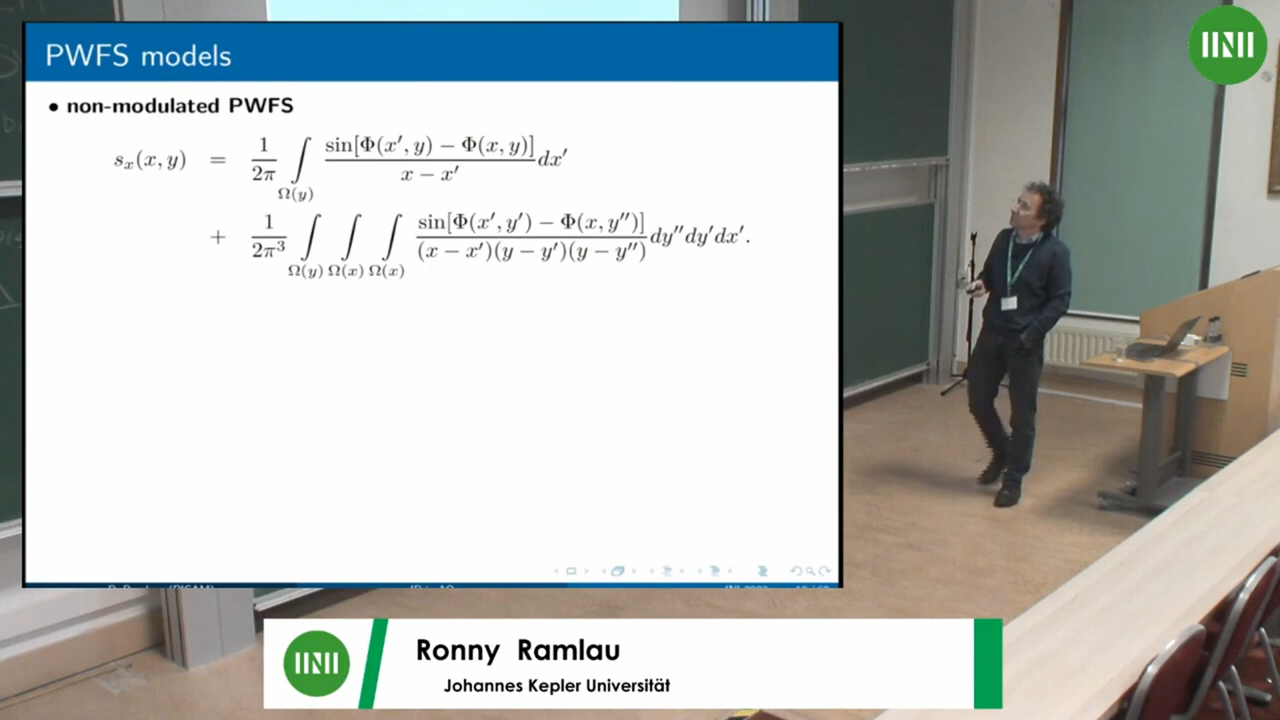 PWFS models
• non-modulated PWFS
s_x(x, y) = \frac{1}{2\pi} \int_{\Omega(y)} \frac{\sin[\Phi(x', y) - \Phi(x, y)]}{x - x'} dx'
+ \frac{1}{2\pi^3} \int_{\Omega(y)} \int_{\Omega(x)} \int_{\Omega(x)} \frac{\sin[\Phi(x', y') - \Phi(x, y'')]}{(x - x')(y - y')(y - y'')} dy'' dy' dx'.
Ronny Ramlau
Johannes Kepler Universität